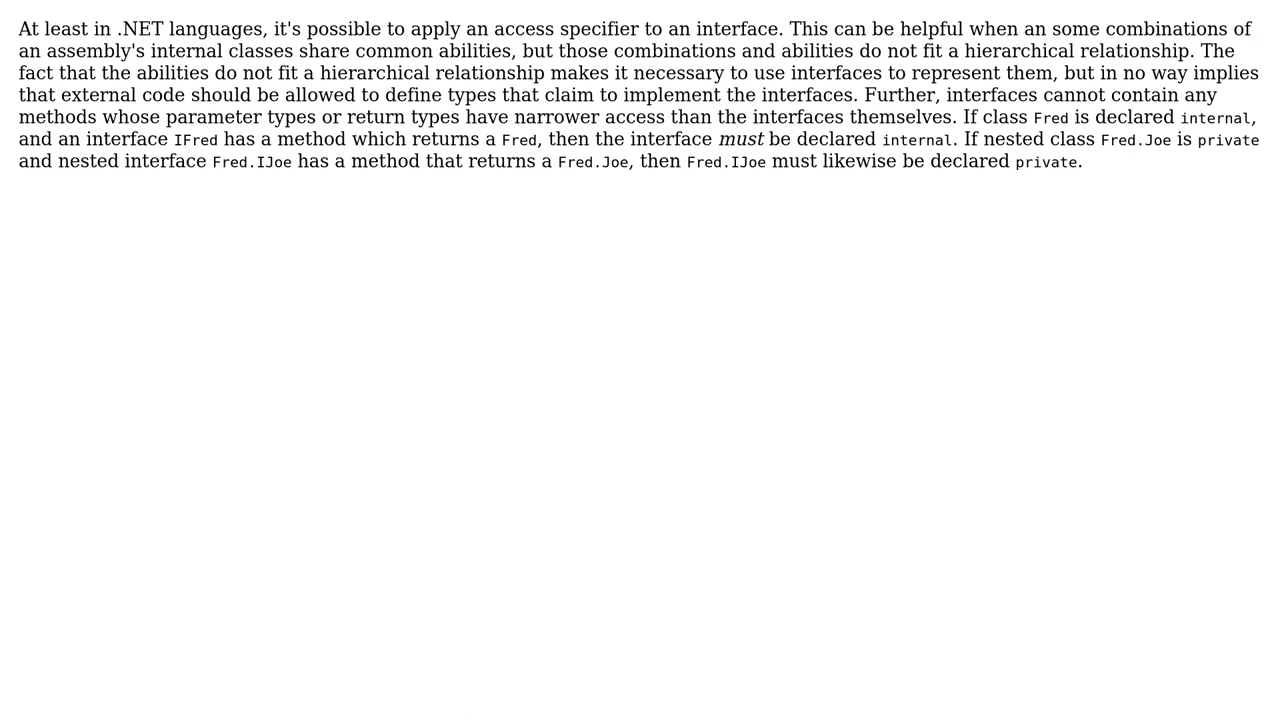 At least in .NET languages, it's possible to apply an access specifier to an interface. This can be helpful when an some combinations of
an assembly's internal classes share common abilities, but those combinations and abilities do not fit a hierarchical relationship. The
fact that the abilities do not fit a hierarchical relationship makes it necessary to use interfaces to represent them, but in no way implies
that external code should be allowed to define types that claim to implement the interfaces. Further, interfaces cannot contain any
methods whose parameter types or return types have narrower access than the interfaces themselves. If class Fred is declared internal,
and an interface IFred has a method which returns a Fred, then the interface must be declared internal. If nested class Fred.Joe is private
and nested interface Fred.IJoe has a method that returns a Fred.Joe, then Fred.IJoe must likewise be declared private.